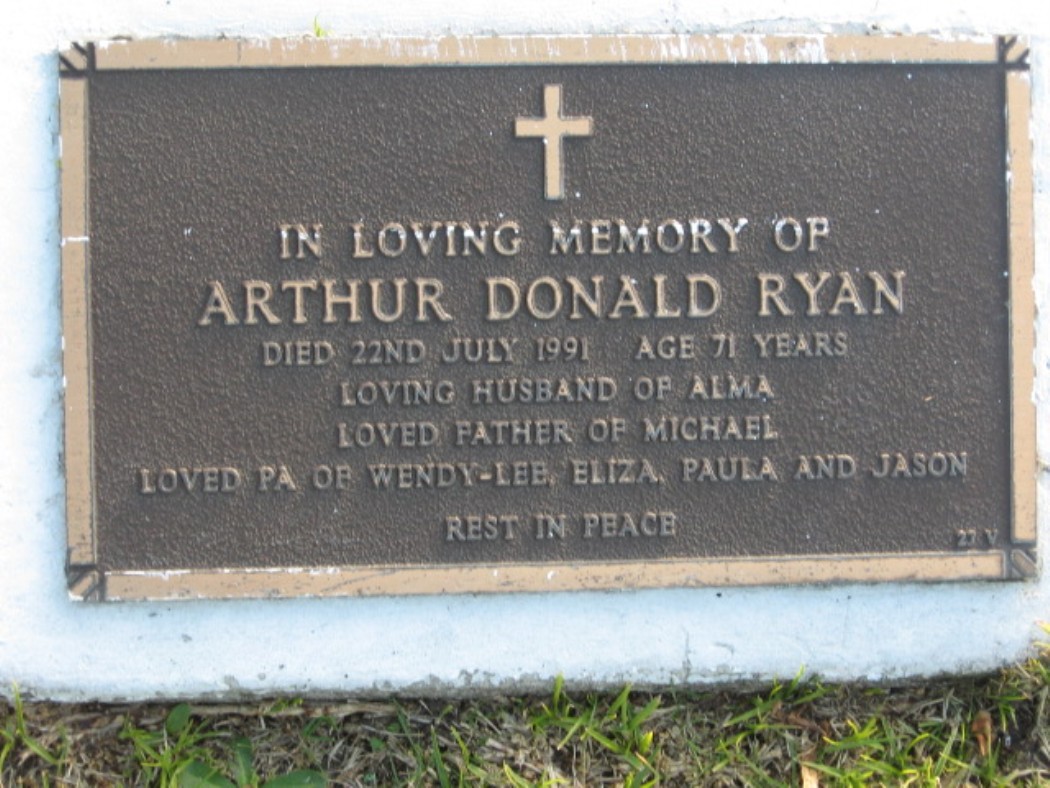 IN LOVING MEMORY OF
ARTHUR DONALD RYAN
DIED 22ND JULY 1991 AGE 71 YEARS
LOVING HUSBAND OF ALMA
LOVED FATHER OF MICHAEL
LOVED PA OF WENDY-LEE, ELIZA, PAULA AND JASON
REST IN PEACE
27 V